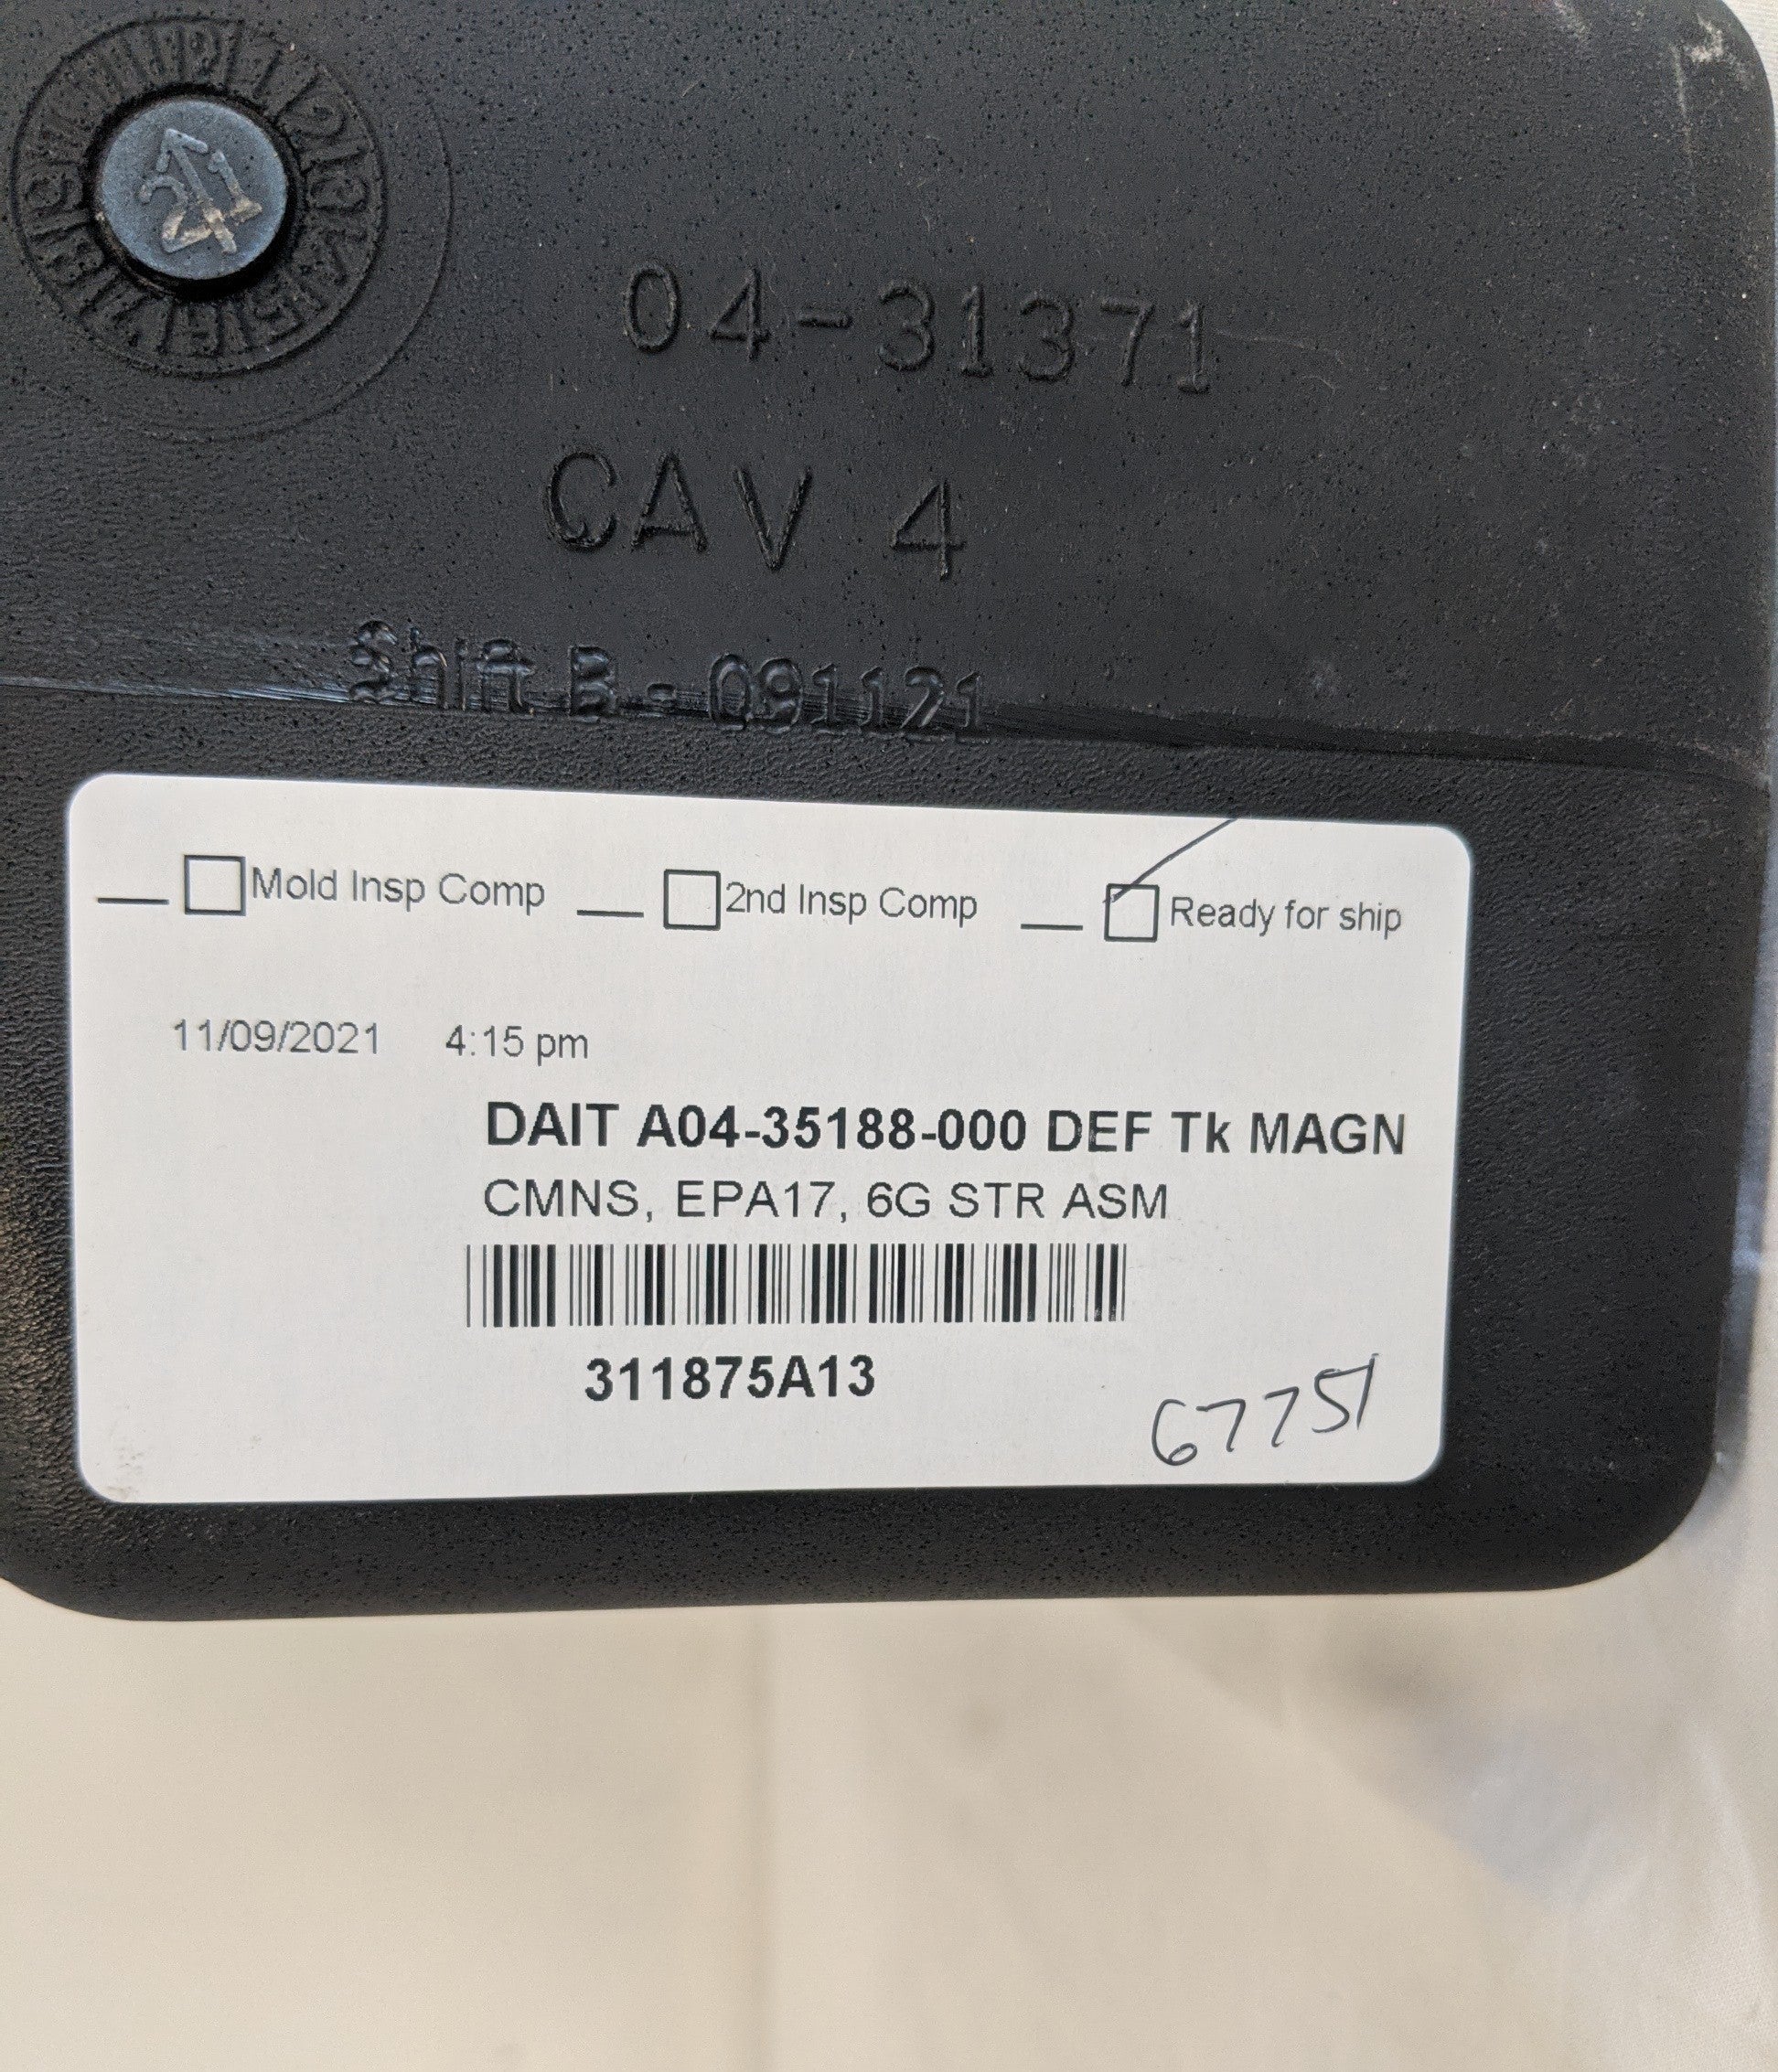 21
04-31371
CAV 4
Shift B - 091121
Mold Insp Comp 2nd Insp Comp Ready for ship
11/09/2021 4:15 pm
DAIT A04-35188-000 DEF Tk MAGN
CMNS, EPA17, 6G STR ASM
311875A13
67751